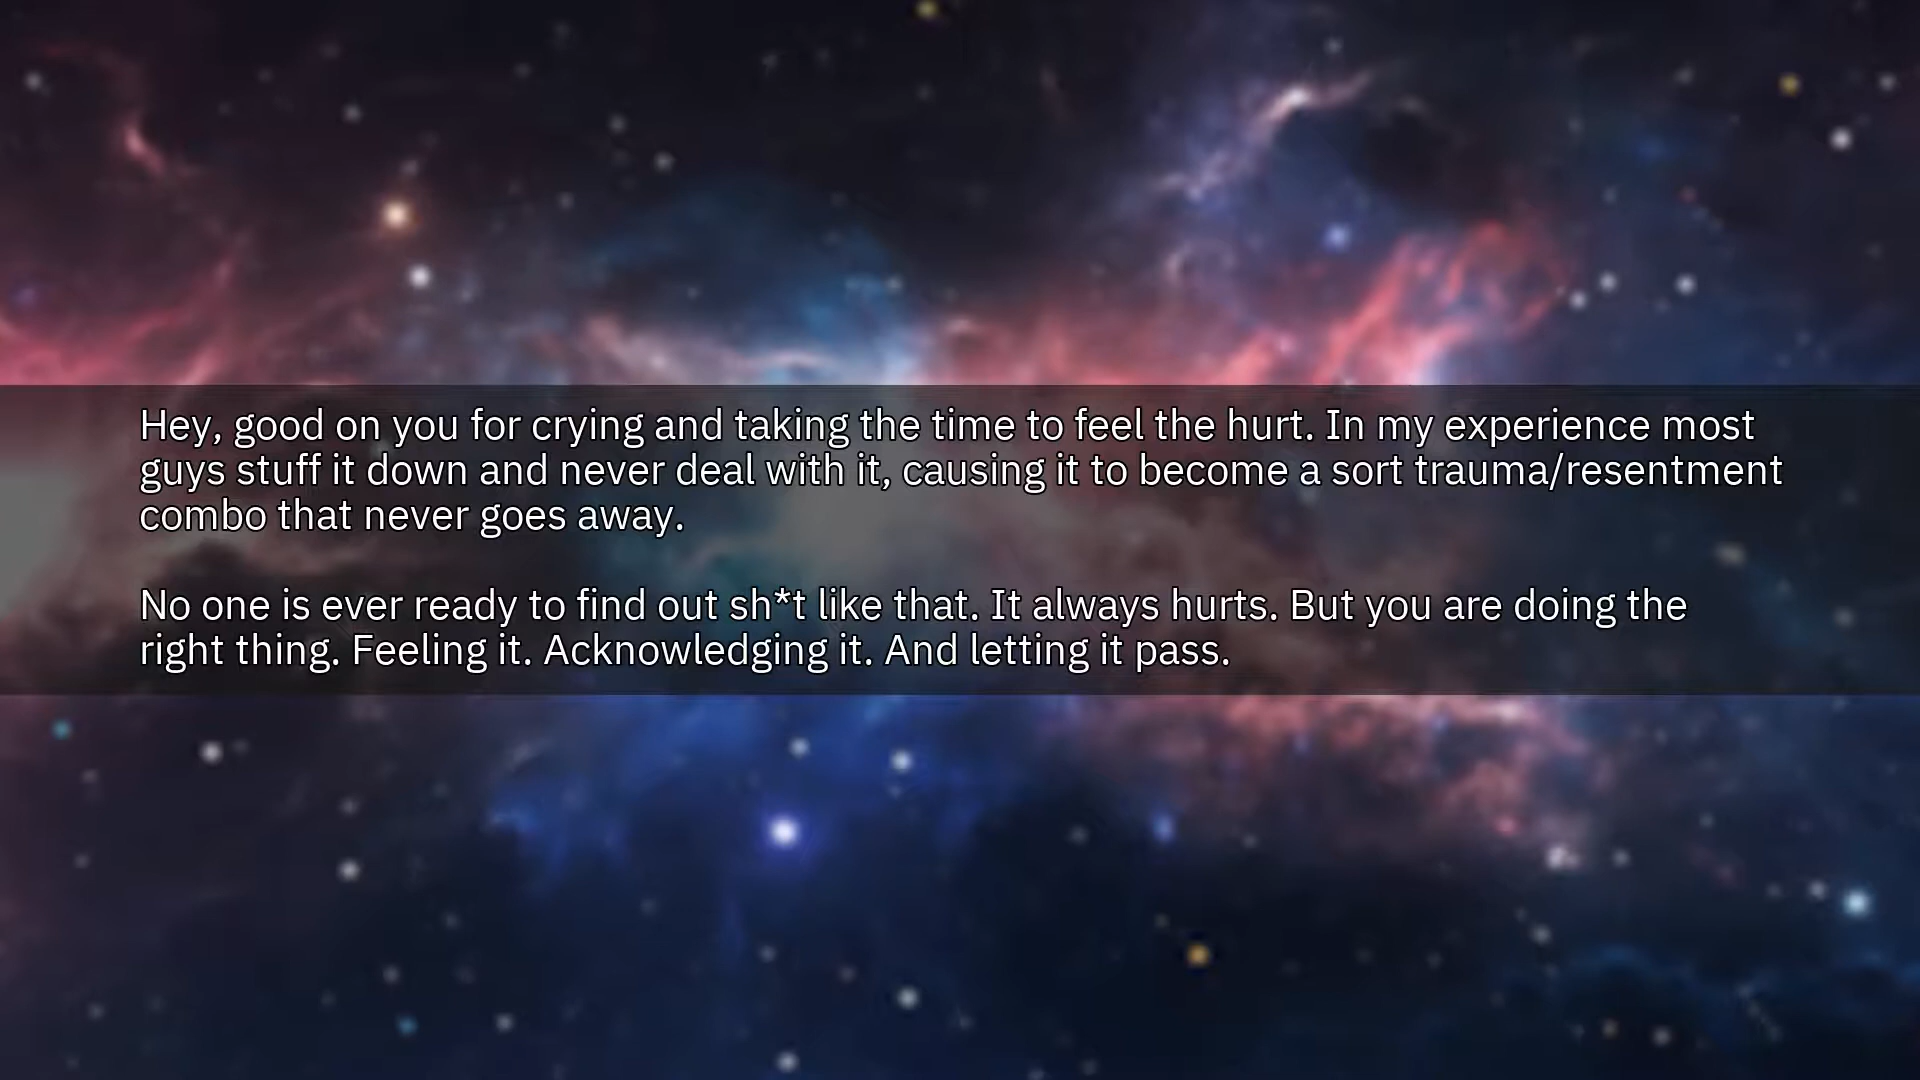 Hey, good on you for crying and taking the time to feel the hurt. In my experience most
guys stuff it down and never deal with it, causing it to become a sort trauma/resentment
combo that never goes away.
No one is ever ready to find out sh*t like that. It always hurts. But you are doing the
right thing. Feeling it. Acknowledging it. And letting it pass.